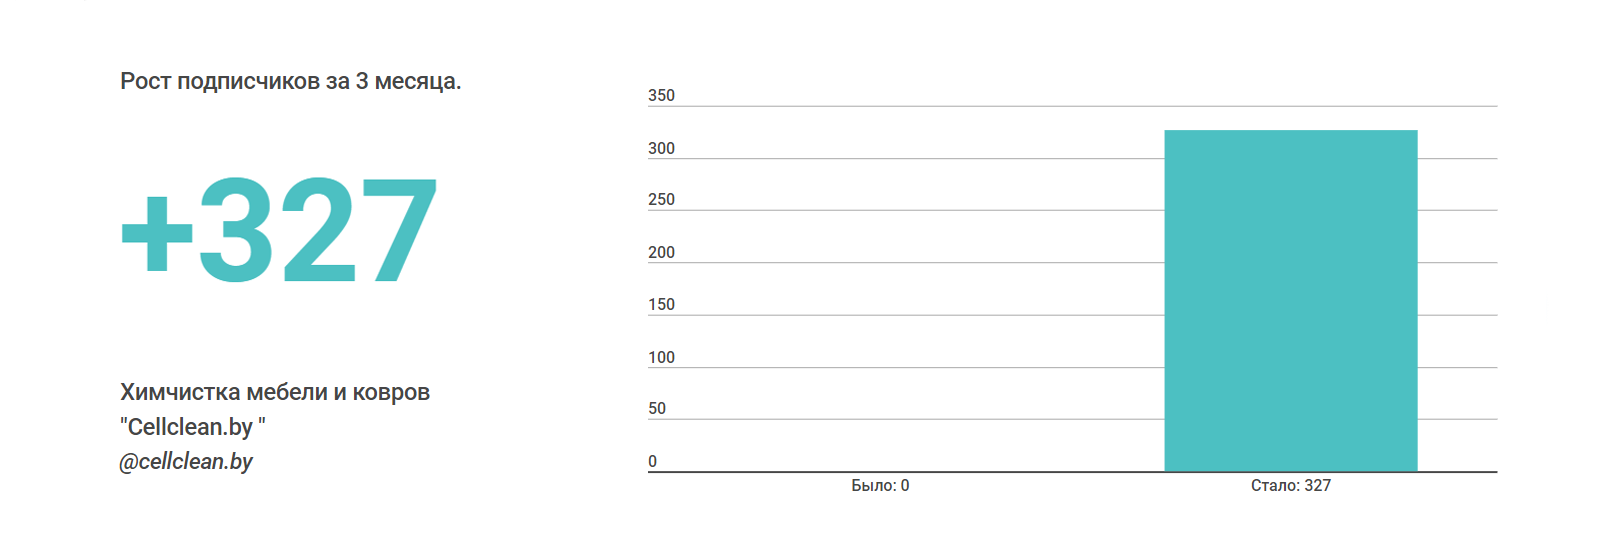 Рост подписчиков за 3 месяца.
+327
Химчистка мебели и ковров
"Cellclean.by "
@cellclean.by
350
300
250
200
150
100
50
0
Было: 0
Стало: 327